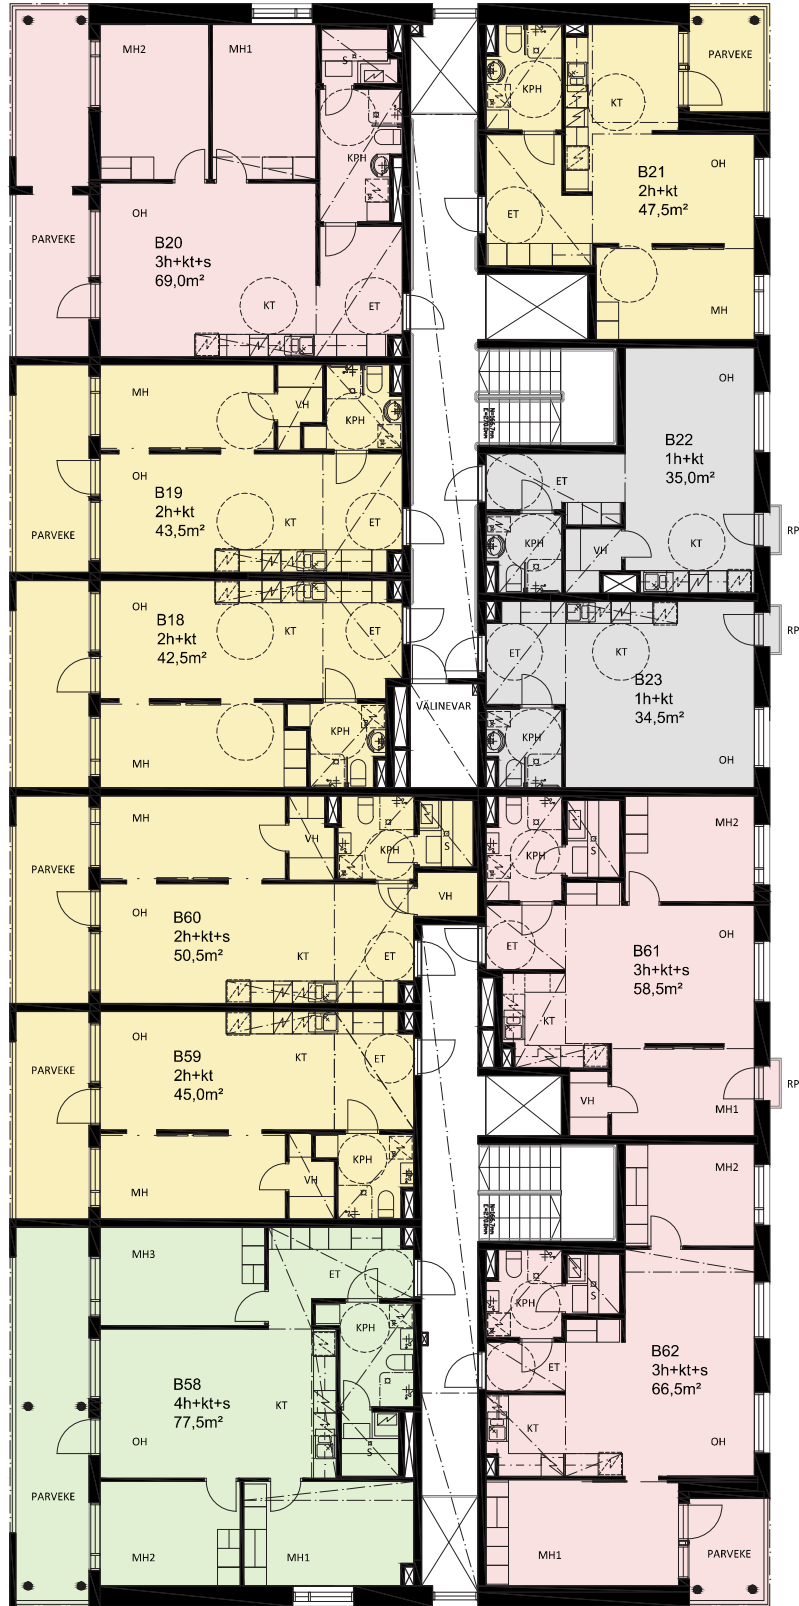 MH2
MH1
S
KPH
OH
PARVEKE
B20
3h+kt+s
69,0m²
KT
ET
PARVEKE
KPH
KT
B21
2h+kt
47,5m²
OH
ET
MH
MH
VH
KPH
OH
B19
2h+kt
43,5m²
KT
ET
PARVEKE
OH
B22
1h+kt
35,0m²
ET
KPH
VH
KT
RP
OH
B18
2h+kt
42,5m²
KT
ET
KPH
MH
VÄLINEVAR
ET
KT
RP
B23
1h+kt
34,5m²
KPH
OH
MH
VH
KPH
PARVEKE
VH
OH
B60
2h+kt+s
50,5m²
KT
ET
MH2
S
KPH
OH
ET
B61
3h+kt+s
58,5m²
KT
VH
MH1
RP
OH
B59
2h+kt
45,0m²
KT
ET
PARVEKE
KPH
VH
MH
MH2
MH3
ET
KPH
B58
4h+kt+s
77,5m²
KT
OH
S
PARVEKE
MH2
MH1
S
KPH
B62
3h+kt+s
66,5m²
ET
KT
OH
MH1
PARVEKE